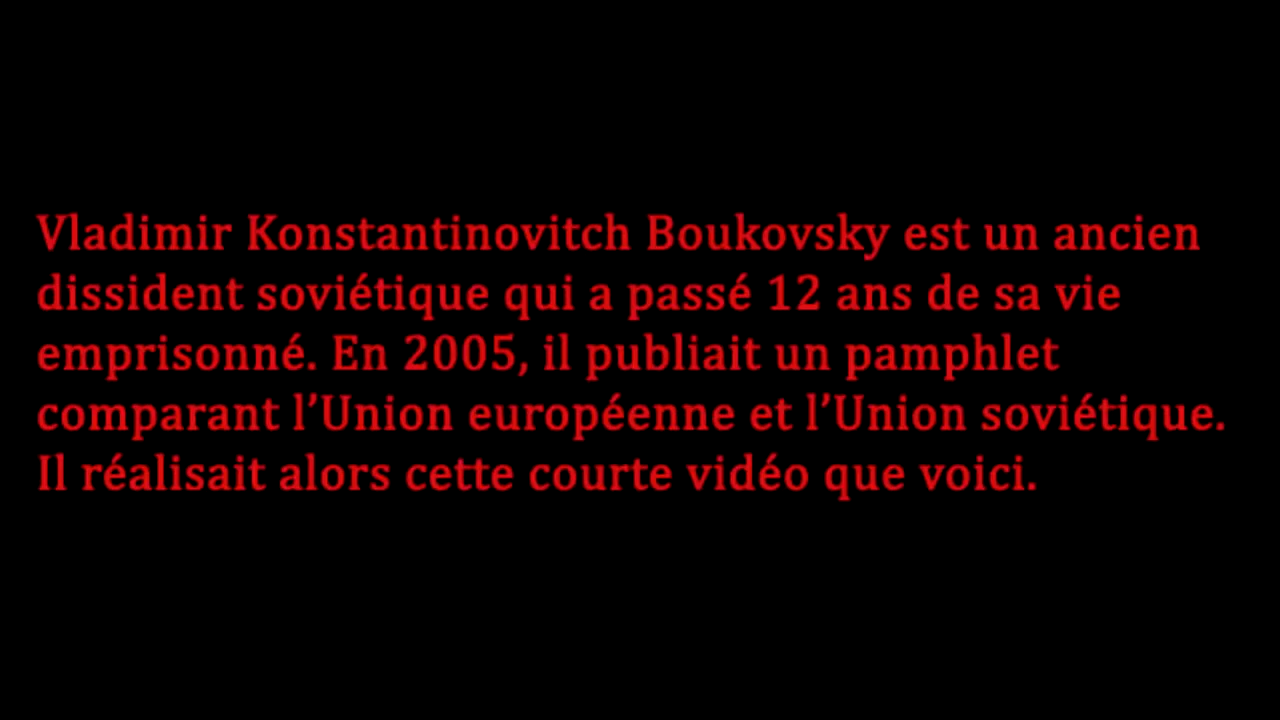 Vladimir Konstantinovitch Boukovsky est un ancien
dissident soviétique qui a passé 12 ans de sa vie
emprisonné. En 2005, il publiait un pamphlet
comparant l’Union européenne et l’Union soviétique.
Il réalisait alors cette courte vidéo que voici.